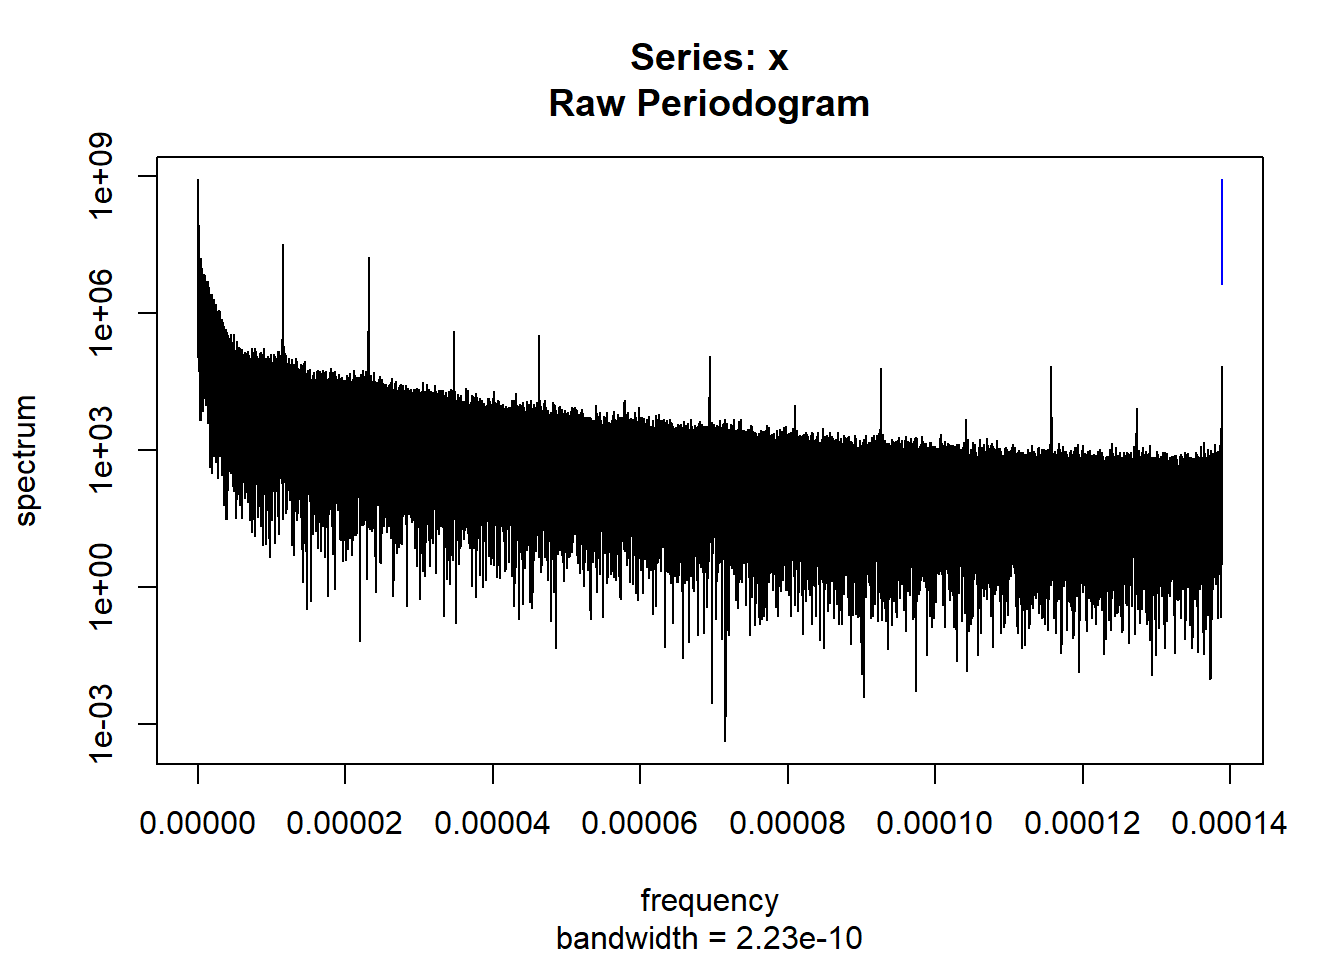 Series: x
Raw Periodogram
spectrum
1e+09
1e+06
1e+03
1e+00
1e-03
0.00000 0.00002 0.00004 0.00006 0.00008 0.00010 0.00012 0.00014
frequency
bandwidth = 2.23e-10